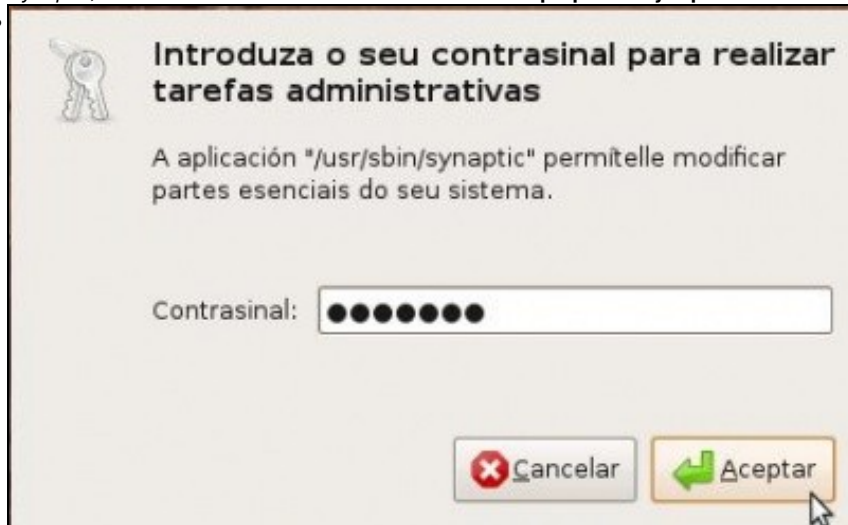 Introduza o seu contrasinal para realizar
tarefas administrativas
A aplicación "/usr/sbin/synaptic" permítelle modificar
partes esenciais do seu sistema.
Contrasinal: ●●●●●●●
Cancelar
Aceptar